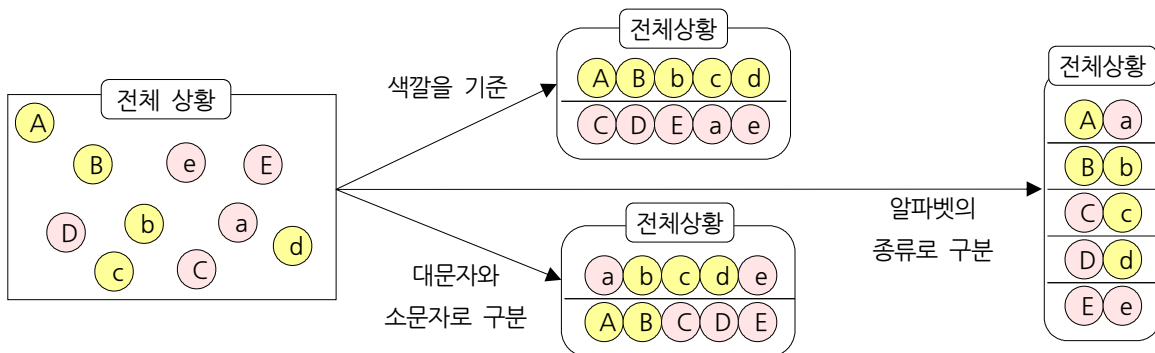 전체 상황
A
B e E
D b a d
c C
색깔을 기준
전체상황
A B b c d
C D E a e
대문자와
소문자로 구분
전체상황
a b c d e
A B C D E
알파벳의
종류로 구분
전체상황
A a
B b
C c
D d
E e